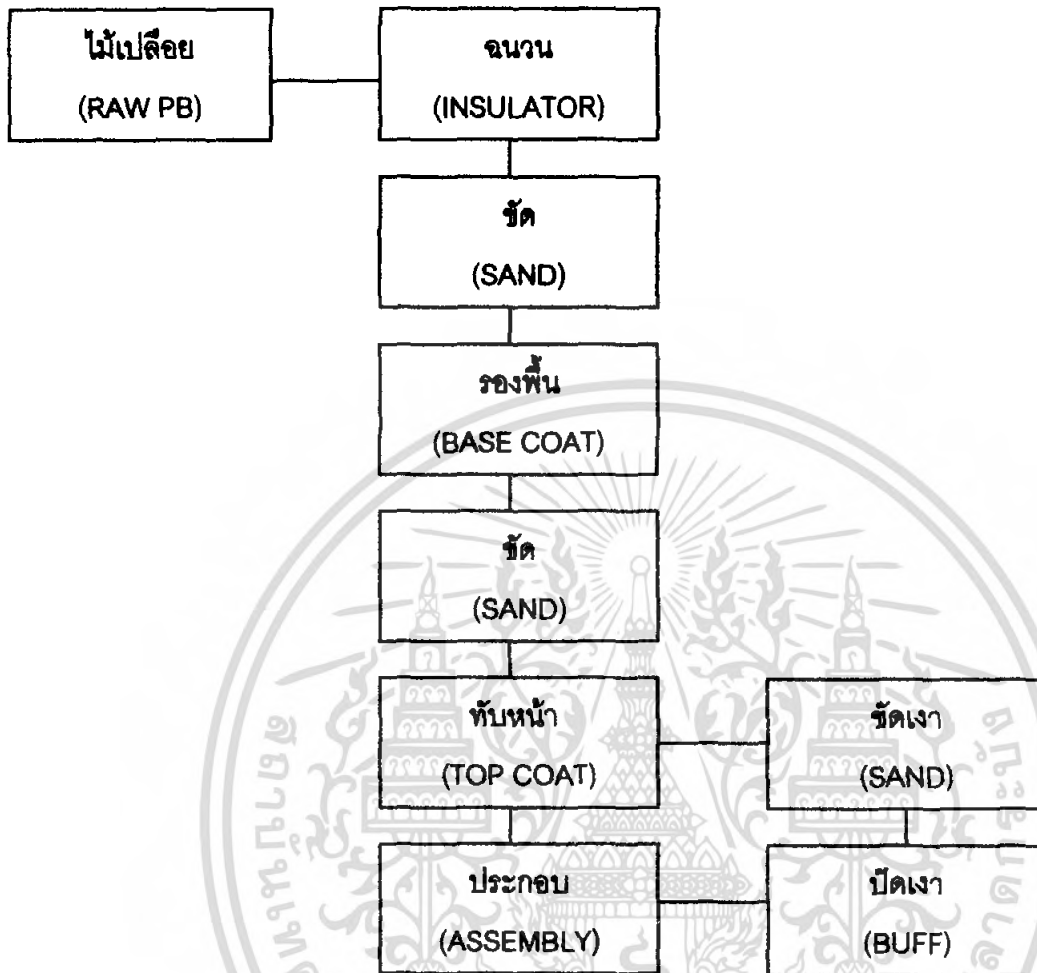 ไม้เปลือย
(RAW PB)
ฉนวน
(INSULATOR)
ขัด
(SAND)
รองพื้น
(BASE COAT)
ขัด
(SAND)
ทับหน้า
(TOP COAT)
ขัดเงา
(SAND)
ประกอบ
(ASSEMBLY)
ปัดเงา
(BUFF)